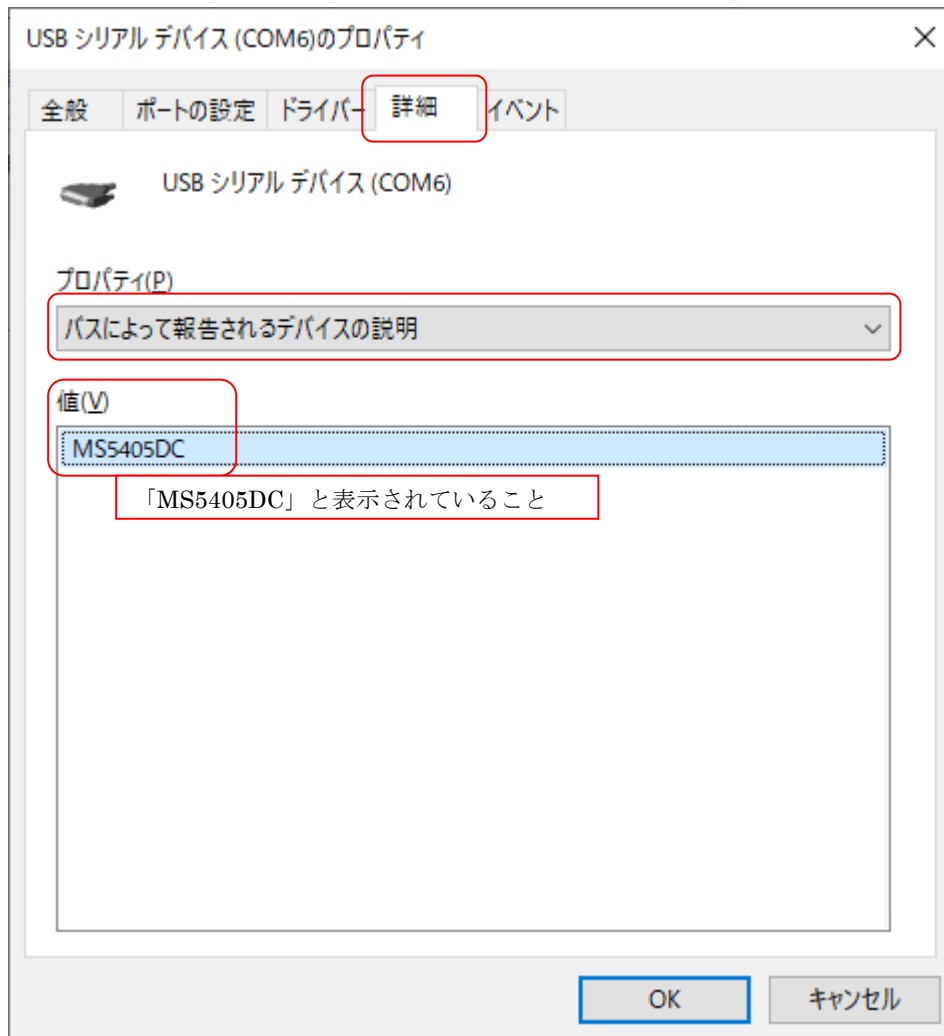 USB シリアル デバイス (COM6)のプロパティ
全般 ポートの設定 ドライバー 詳細 イベント
USB シリアル デバイス (COM6)
プロパティ(P)
バスによって報告されるデバイスの説明
値(V)
MS5405DC
「MS5405DC」と表示されていること
OK キャンセル